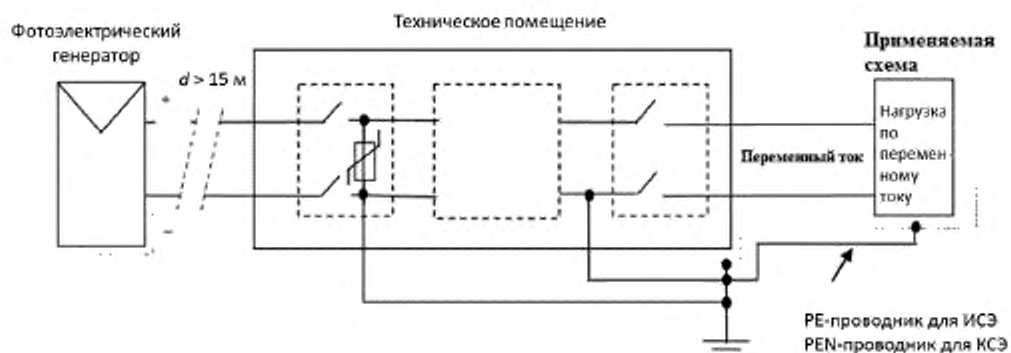 Техническое помещение
Фотоэлектрический
генератор
d > 15 м
+
−
Применяемая
схема
Нагрузка
по
перемен-
ному
току
Переменный ток
PE-проводник для ИСЭ
PEN-проводник для КСЭ